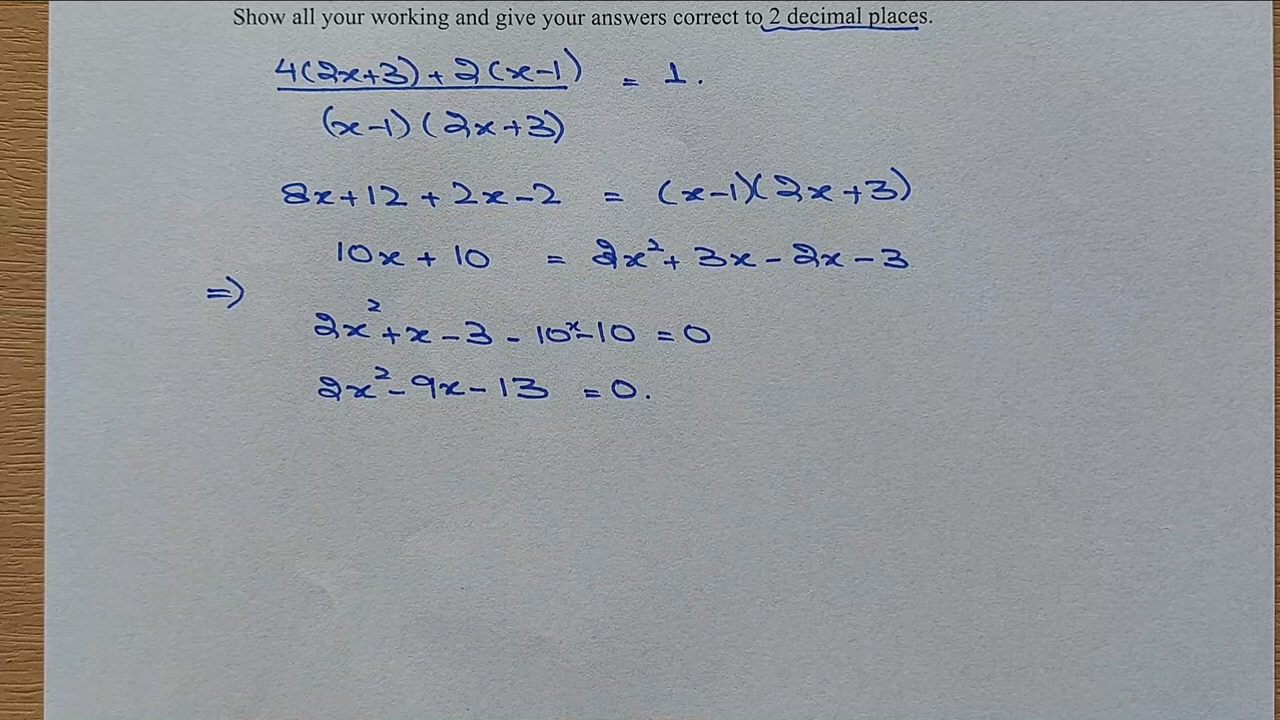 Show all your working and give your answers correct to 2 decimal places.
4(2x+3) + 2(x-1) = 1.
(x-1)(2x+3)
8x+12 + 2x-2 = (x-1)(2x+3)
10x + 10 = 2x² + 3x - 2x - 3
⇒
2x² + x - 3 - 10x - 10 = 0
2x² - 9x - 13 = 0.